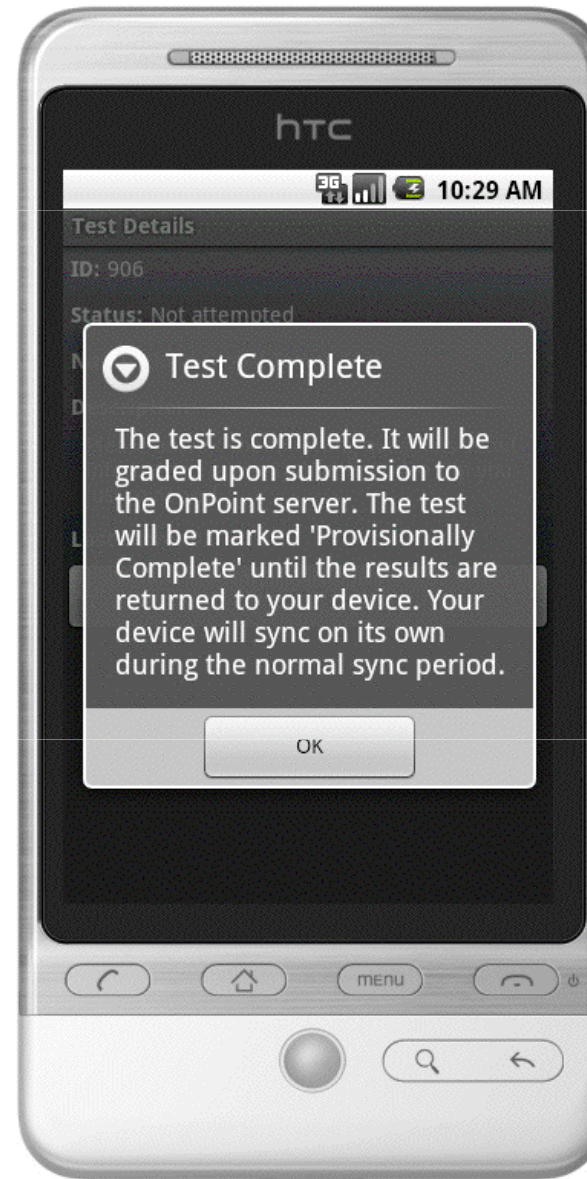 hTC
3G
10:29 AM
Test Details
ID: 906
Status: Not attempted
N
D
L
Test Complete
The test is complete. It will be
graded upon submission to
the OnPoint server. The test
will be marked 'Provisionally
Complete' until the results are
returned to your device. Your
device will sync on its own
during the normal sync period.
OK
MENU